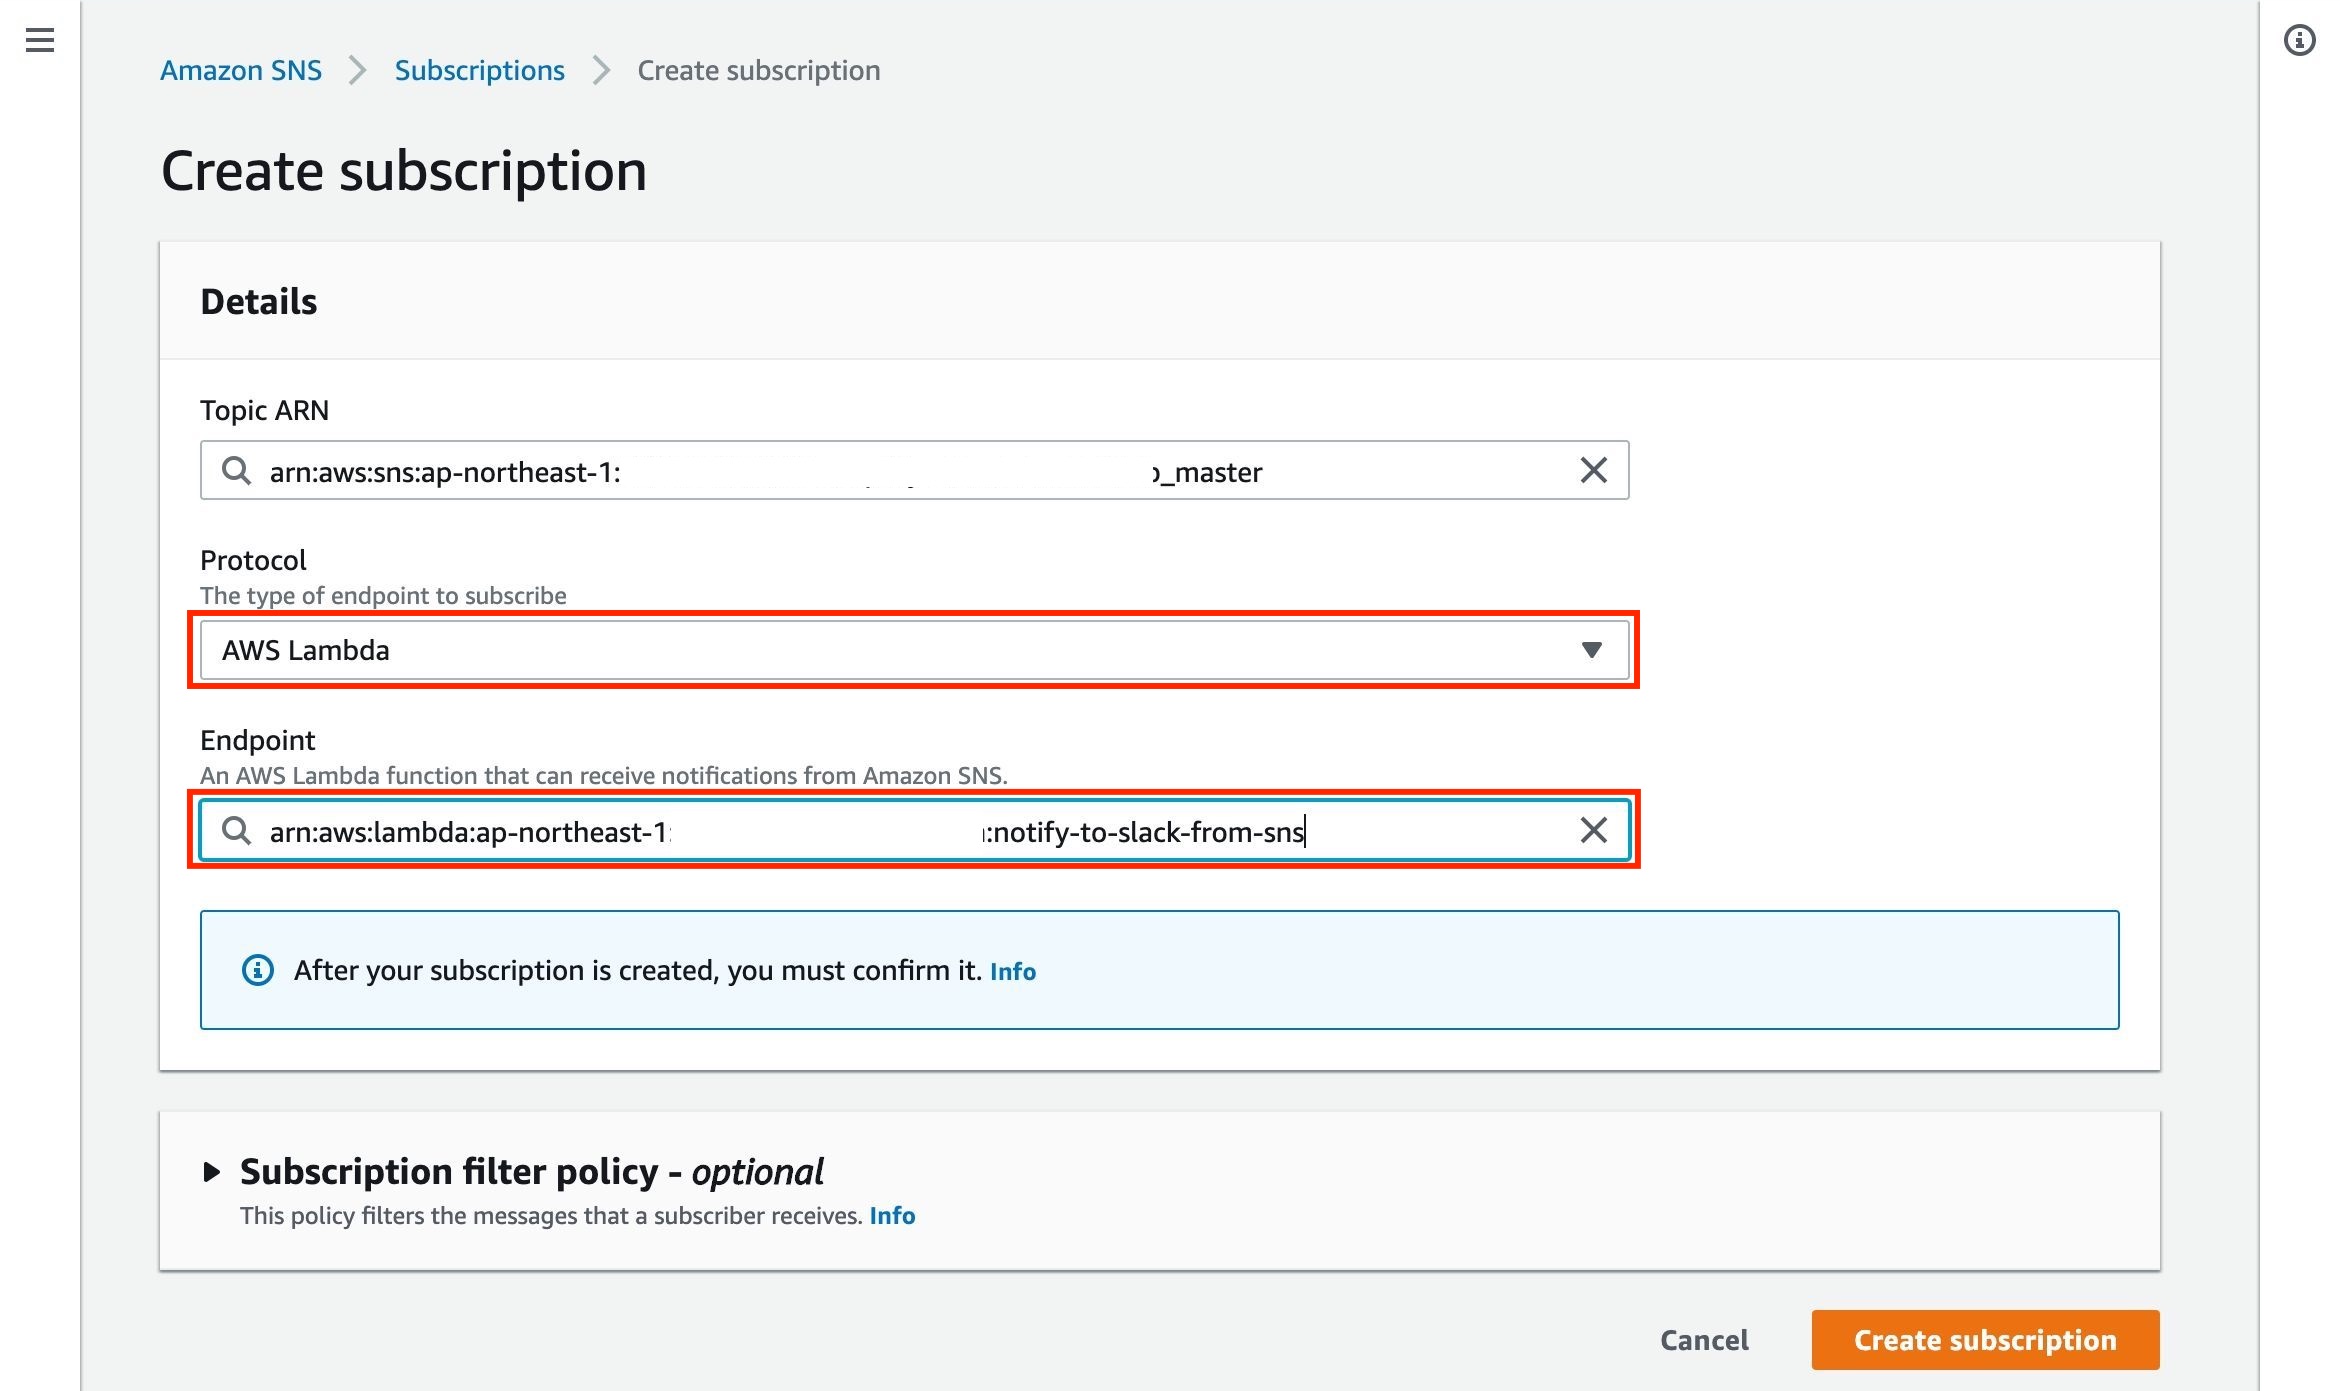 Amazon SNS > Subscriptions > Create subscription
Create subscription
Details
Topic ARN
arn:aws:sns:ap-northeast-1: _master
Protocol
The type of endpoint to subscribe
AWS Lambda
Endpoint
An AWS Lambda function that can receive notifications from Amazon SNS.
arn:aws:lambda:ap-northeast-1: :notify-to-slack-from-sns
After your subscription is created, you must confirm it. Info
Subscription filter policy - optional
This policy filters the messages that a subscriber receives. Info
Cancel
Create subscription